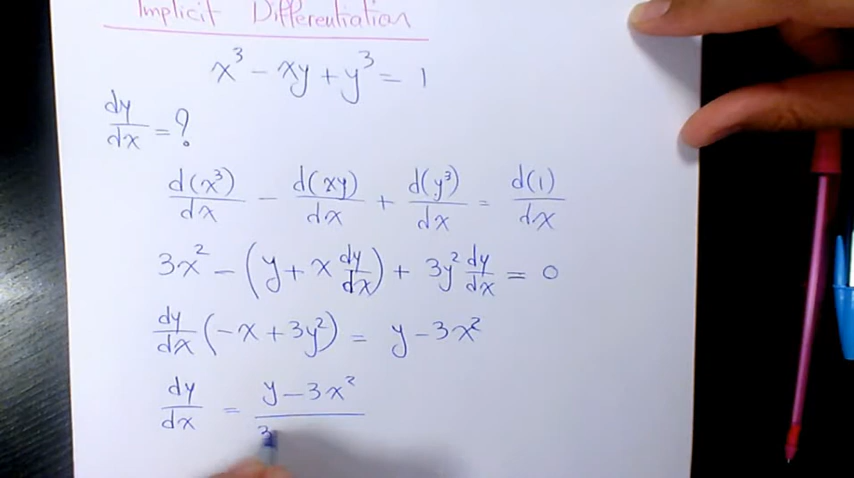 Implicit Differentiation
x³ - xy + y³ = 1
dy/dx = ?
d(x³)/dx - d(xy)/dx + d(y³)/dx = d(1)/dx
3x² - (y + x dy/dx) + 3y² dy/dx = 0
dy/dx (-x + 3y²) = y - 3x²
dy/dx = y - 3x² / 3